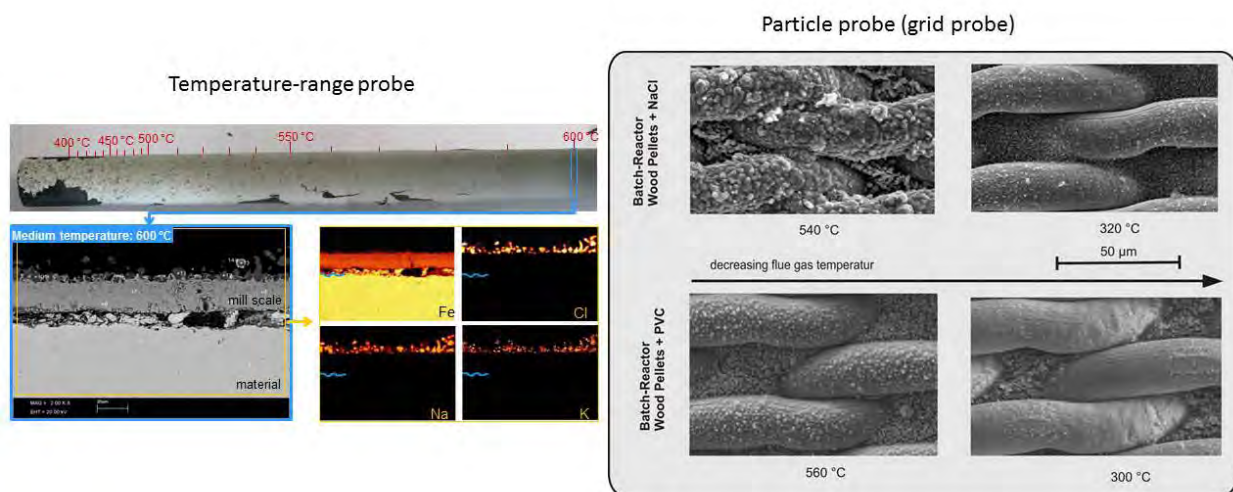 Particle probe (grid probe)
Temperature-range probe
400 °C
450 °C
500 °C
550 °C
600 °C
Medium temperature: 600 °C
mill scale
material
Fe
Cl
Na
K
Batch-Reactor
Wood Pellets + NaCl
540 °C
320 °C
decreasing flue gas temperatur
50 µm
Batch-Reactor
Wood Pellets + PVC
560 °C
300 °C